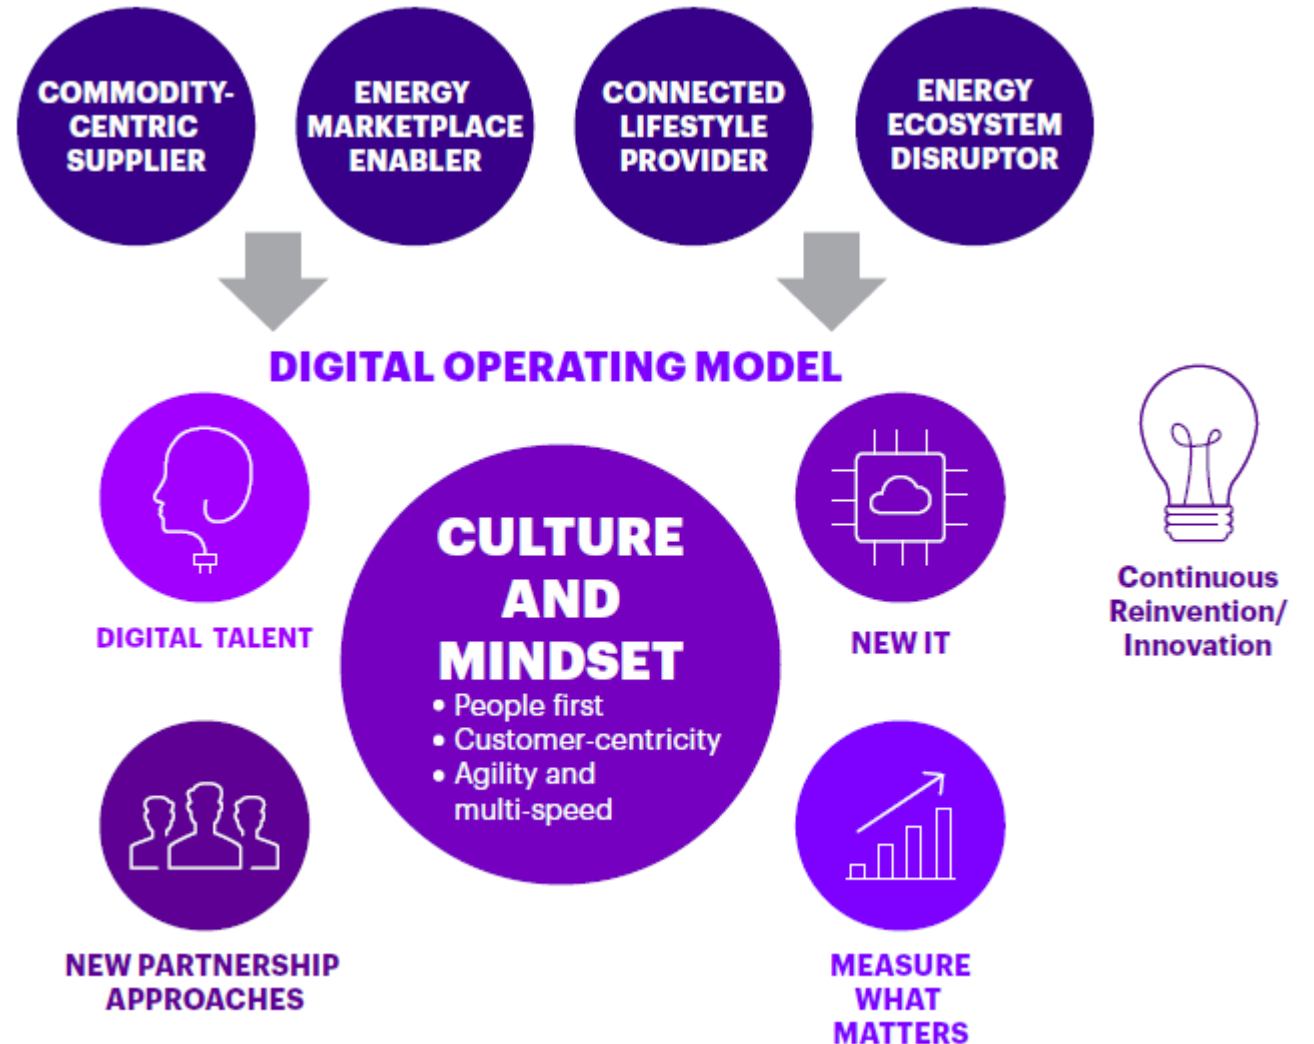 COMMODITY-
CENTRIC
SUPPLIER
ENERGY
MARKETPLACE
ENABLER
CONNECTED
LIFESTYLE
PROVIDER
ENERGY
ECOSYSTEM
DISRUPTOR
DIGITAL OPERATING MODEL
DIGITAL TALENT
CULTURE
AND
MINDSET
• People first
• Customer-centricity
• Agility and
multi-speed
NEW IT
Continuous
Reinvention/
Innovation
NEW PARTNERSHIP
APPROACHES
MEASURE
WHAT
MATTERS